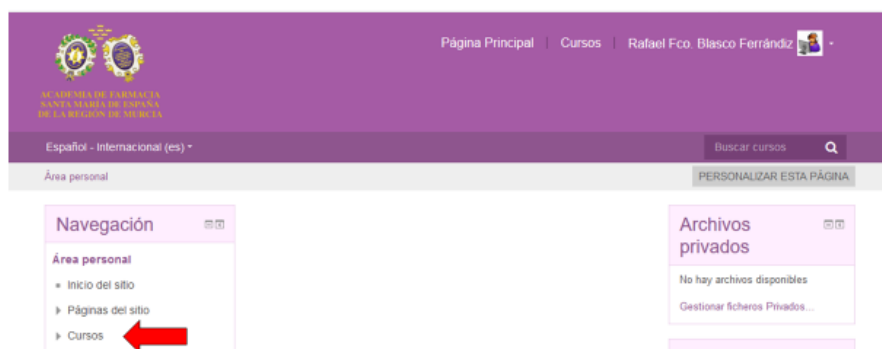 Página Principal | Cursos | Rafael Fco. Blasco Ferrándiz
ACADEMIA DE FARMACIA
SANTA MARÍA DE ESPAÑA
DE LA REGIÓN DE MURCIA
Español - Internacional (es)
Buscar cursos
Área personal
PERSONALIZAR ESTA PÁGINA
Navegación
Área personal
Inicio del sitio
Páginas del sitio
Cursos
Archivos
privados
No hay archivos disponibles
Gestionar ficheros Privados...